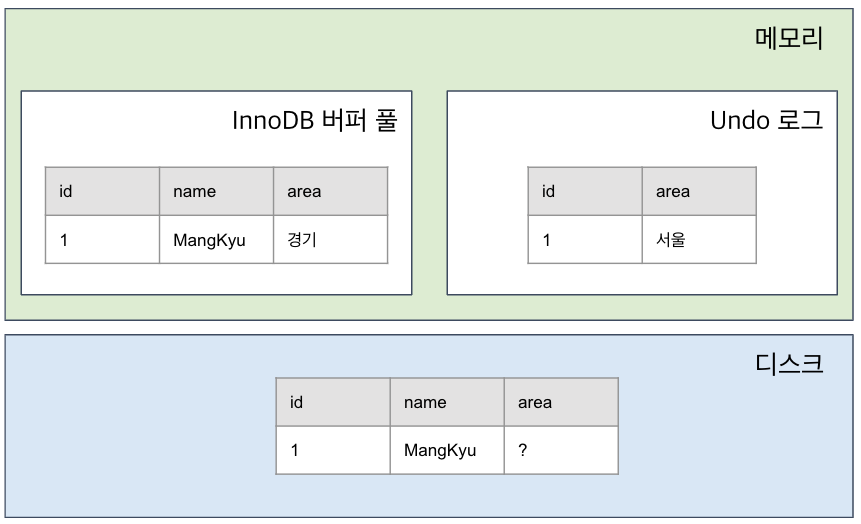 메모리
InnoDB 버퍼 풀
id name area
1 MangKyu 경기
Undo 로그
id area
1 서울
디스크
id name area
1 MangKyu ?